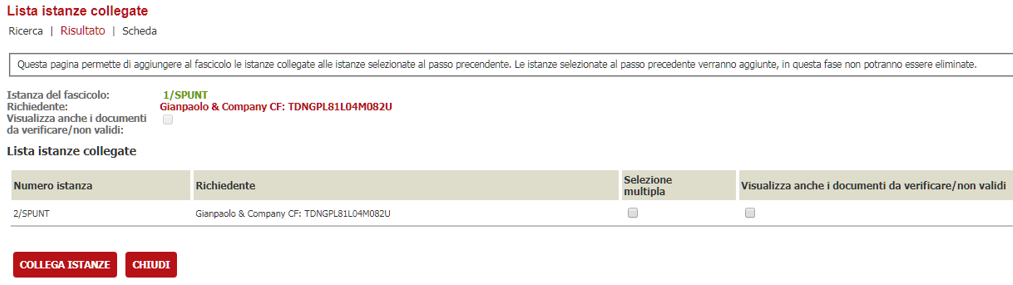 Lista istanze collegate
Ricerca | Risultato | Scheda
Questa pagina permette di aggiungere al fascicolo le istanze collegate alle istanze selezionate al passo precendente. Le istanze selezionate al passo precedente verranno aggiunte, in questa fase non potranno essere eliminate.
Istanza del fascicolo: 1/SPUNT
Richiedente: Gianpaolo & Company CF: TDNGPL81L04M082U
Visualizza anche i documenti
da verificare/non validi:
Lista istanze collegate
Numero istanza Richiedente Selezione multipla Visualizza anche i documenti da verificare/non validi
2/SPUNT Gianpaolo & Company CF: TDNGPL81L04M082U
COLLEGA ISTANZE CHIUDI